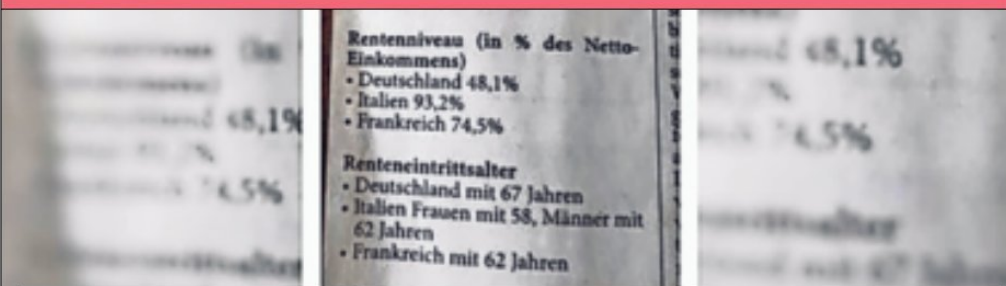 Rentenniveau (in % des Netto-
Einkommens)
• Deutschland 48,1%
• Italien 93,2%
• Frankreich 74,5%
Renteneintrittsalter
• Deutschland mit 67 Jahren
• Italien Frauen mit 58, Männer mit
62 Jahren
• Frankreich mit 62 Jahren